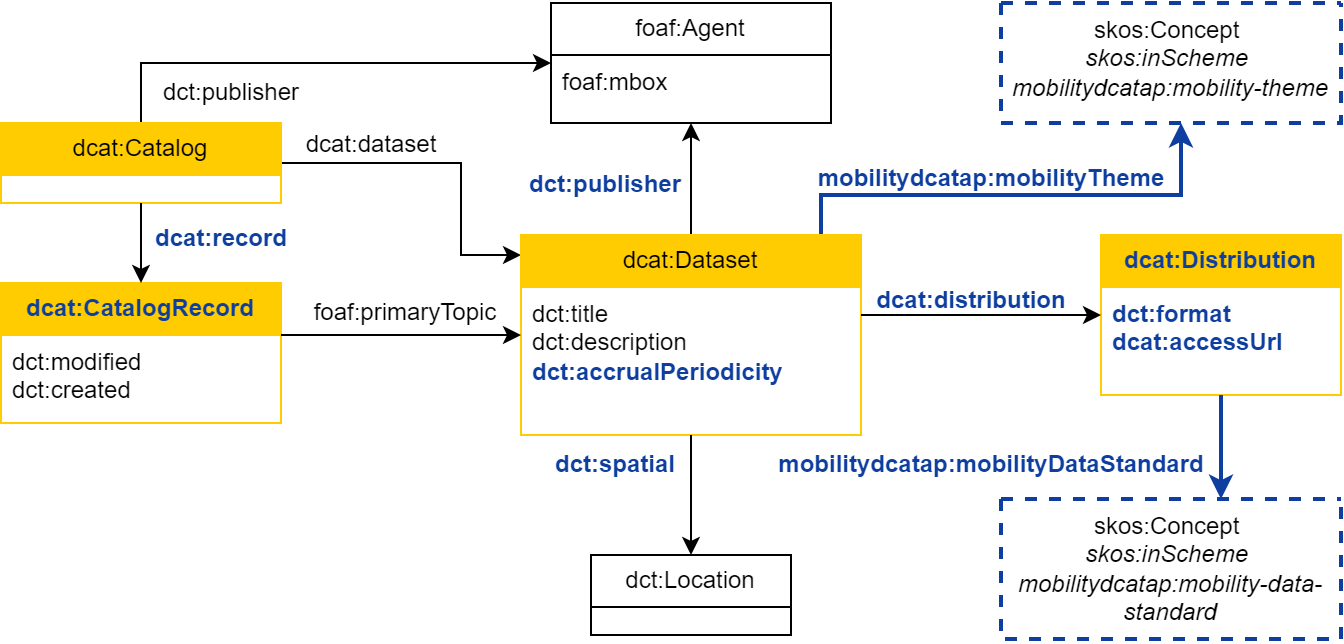 foaf:Agent
foaf:mbox
skos:Concept
skos:inScheme
mobilitydcatap:mobility-theme
dct:publisher
dcat:Catalog
dcat:dataset
dct:publisher
mobilitydcatap:mobilityTheme
dcat:record
dcat:Dataset
dct:title
dct:description
dct:accrualPeriodicity
dcat:Distribution
dct:format
dcat:accessUrl
dcat:distribution
dcat:CatalogRecord
dct:modified
dct:created
foaf:primaryTopic
dct:spatial
mobilitydcatap:mobilityDataStandard
dct:Location
skos:Concept
skos:inScheme
mobilitydcatap:mobility-data-
standard